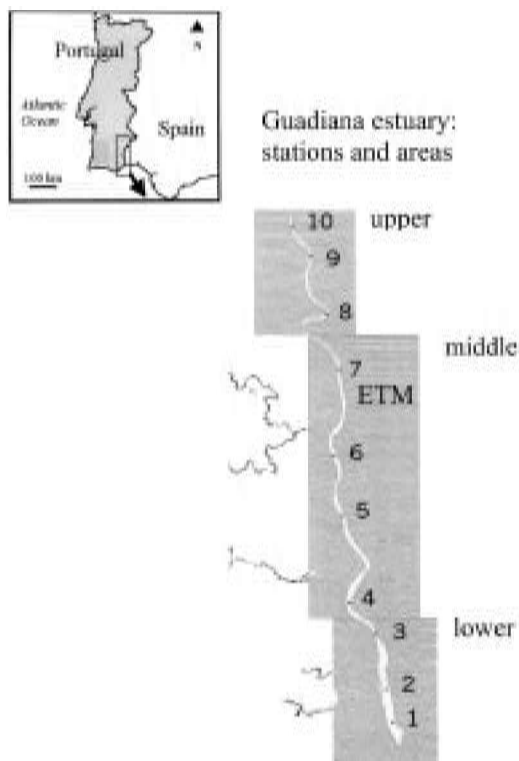 Portugal
N
Atlantic
Ocean
Spain
100 km
Guadiana estuary:
stations and areas
10
upper
9
8
middle
7
ETM
6
5
4
3
lower
2
1